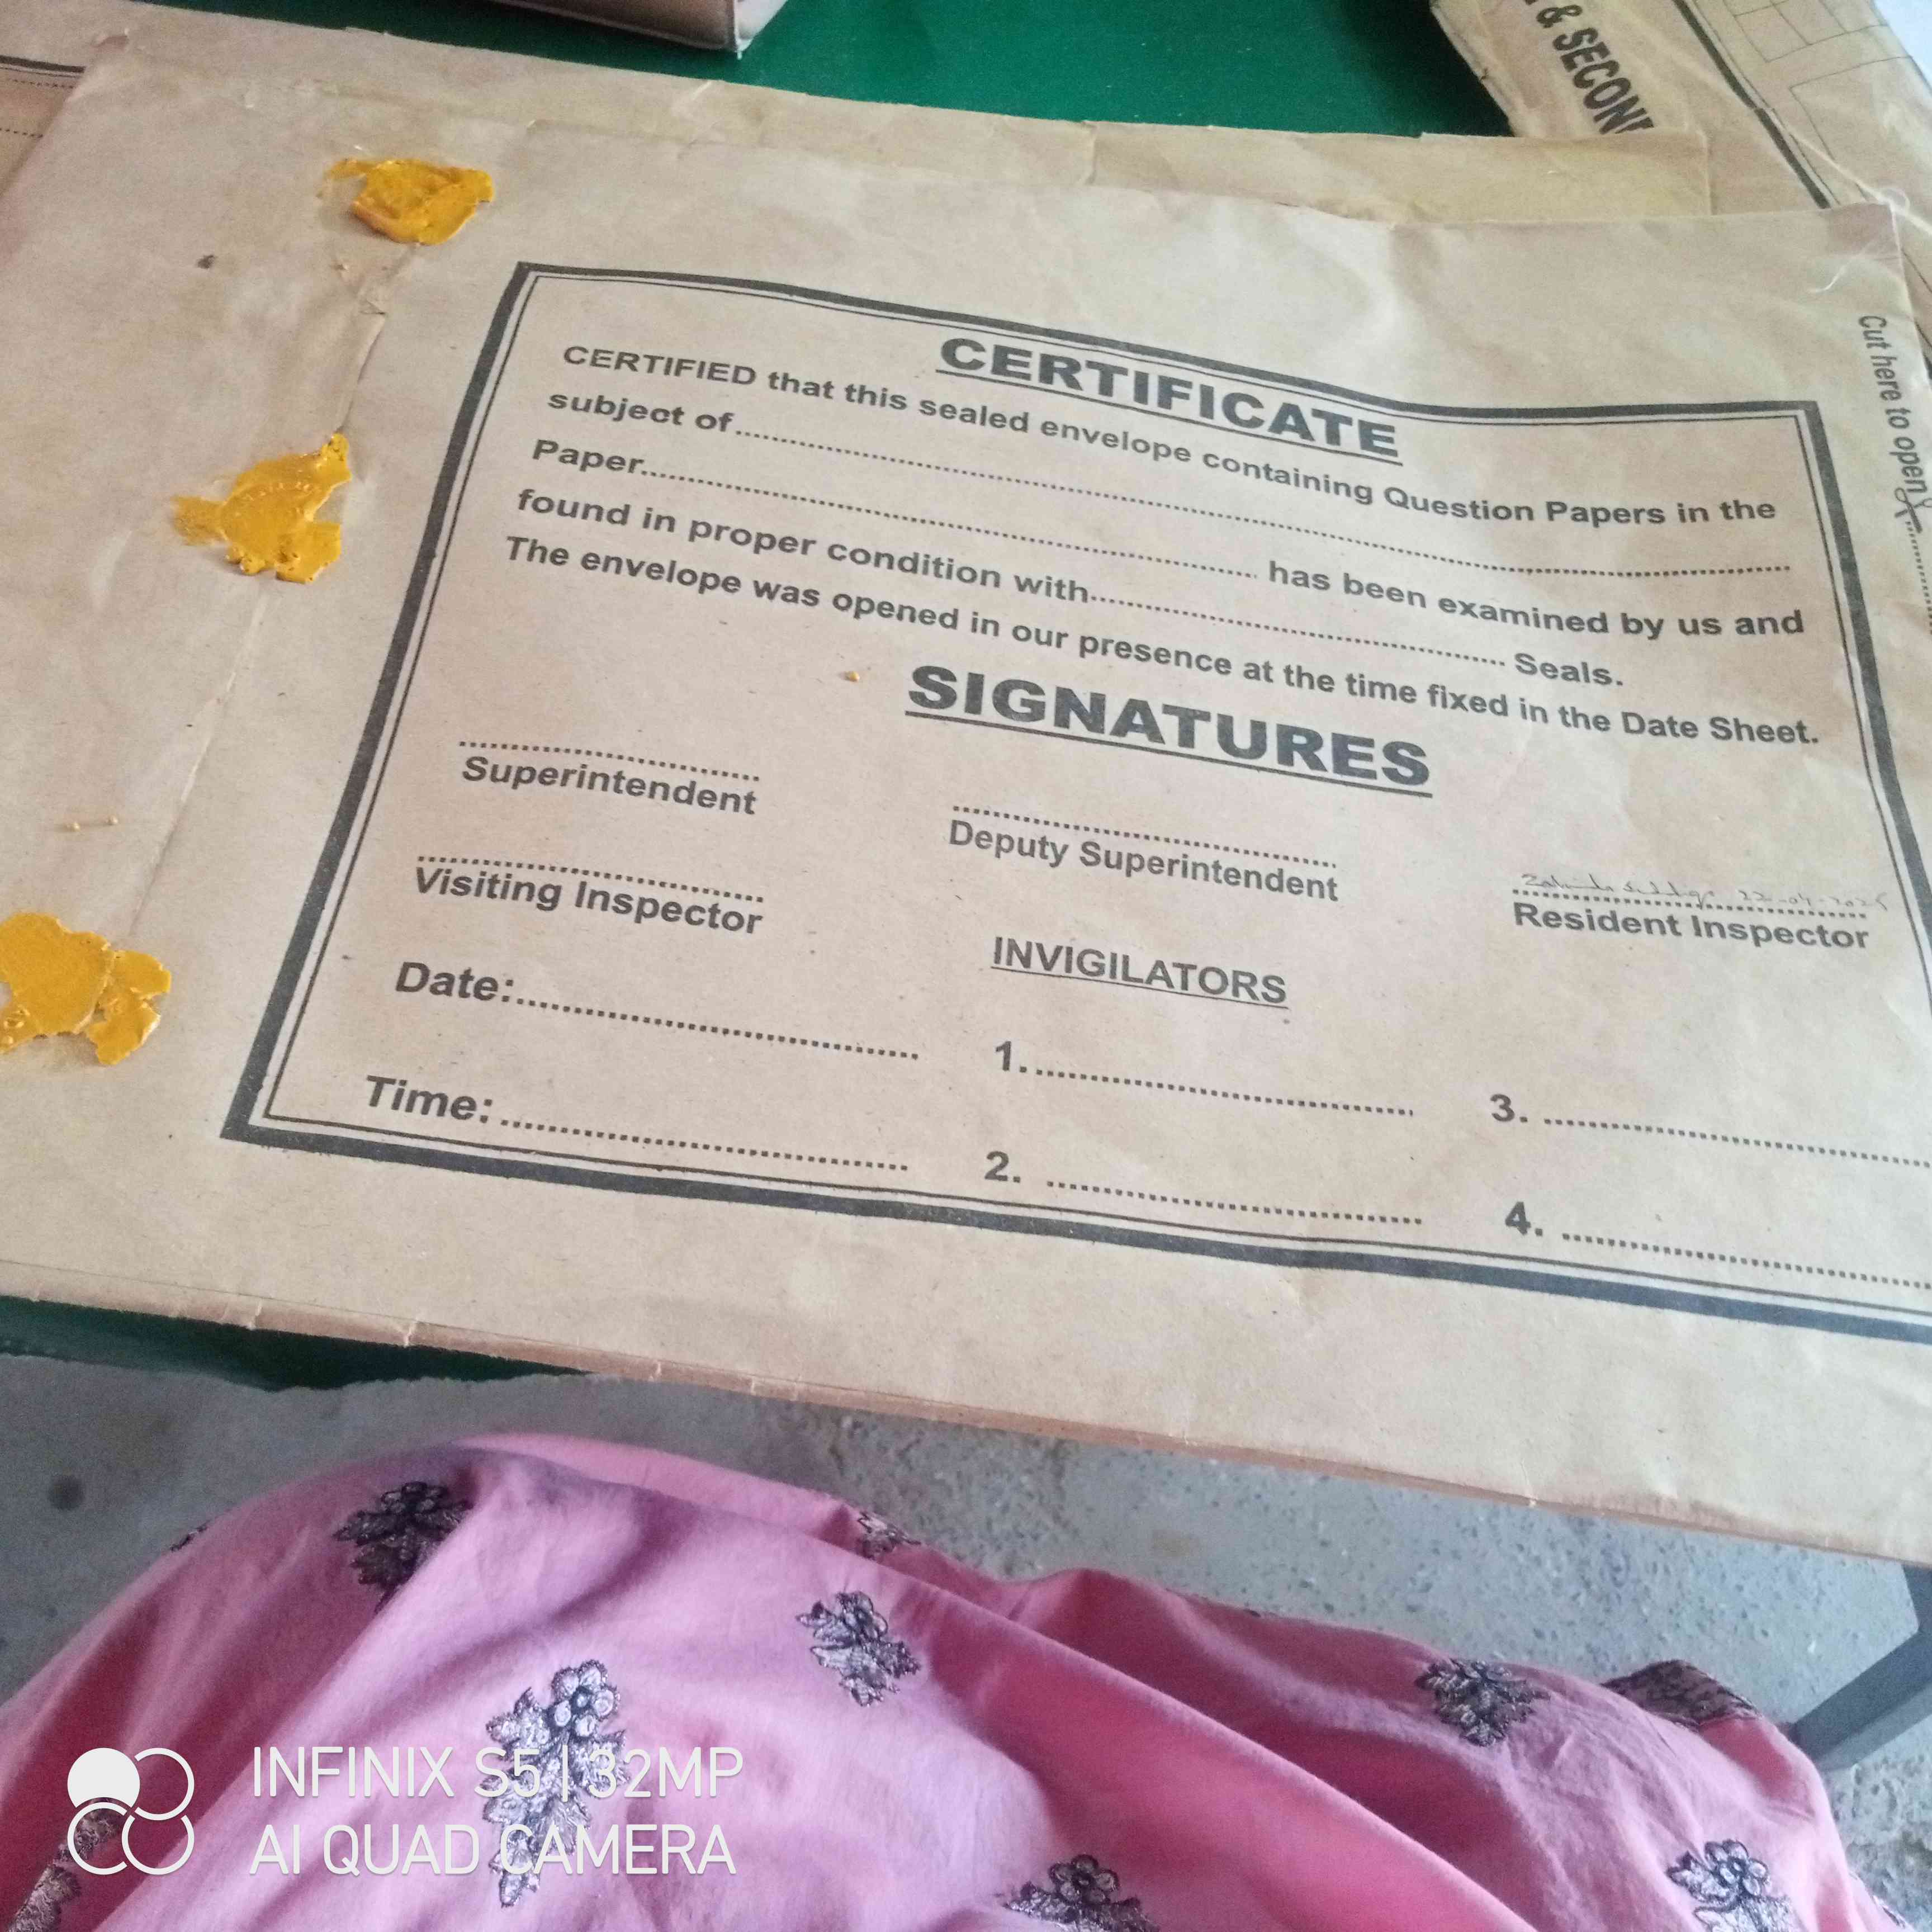 & SECON
Cut here to open
CERTIFICATE
CERTIFIED that this sealed envelope containing Question Papers in the
subject of..........
Paper.......... has been examined by us and
found in proper condition with.......... Seals.
The envelope was opened in our presence at the time fixed in the Date Sheet.
SIGNATURES
Superintendent
Deputy Superintendent
22-04-2025
Resident Inspector
Visiting Inspector
INVIGILATORS
Date:..........
1. ..........
3. ..........
Time: ..........
2. ..........
4. ..........
INFINIX S5 | 32MP
AI QUAD CAMERA